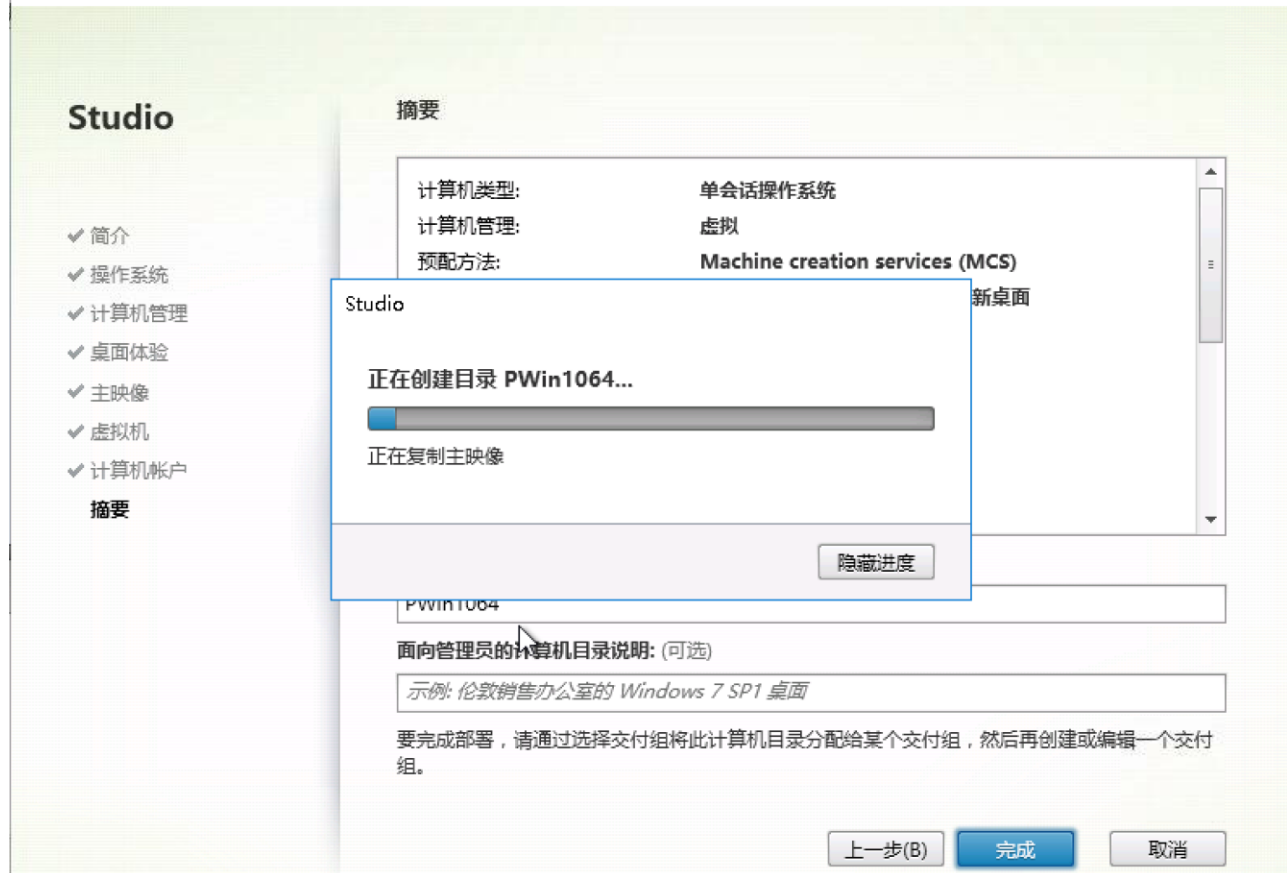 Studio
简介
操作系统
计算机管理
桌面体验
主映像
虚拟机
计算机帐户
摘要
摘要
计算机类型: 单会话操作系统
计算机管理: 虚拟
预配方法: Machine creation services (MCS)
新桌面
Studio
正在创建目录 PWin1064...
正在复制主映像
隐藏进度
PWin1064
面向管理员的计算机目录说明: (可选)
示例: 伦敦销售办公室的 Windows 7 SP1 桌面
要完成部署，请通过选择交付组将此计算机目录分配给某个交付组，然后再创建或编辑一个交付
组。
上一步(B) 完成 取消